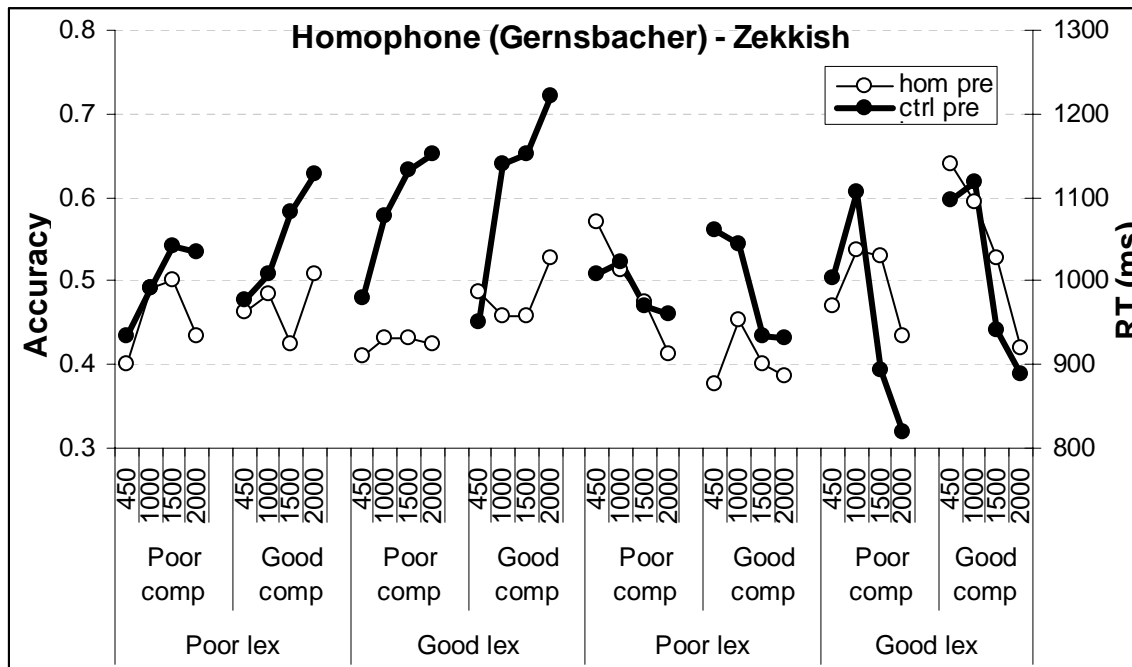 Homophone (Gernsbacher) - Zekkish
hom pre
ctrl pre
Accuracy
0.8
0.7
0.6
0.5
0.4
0.3
RT (ms)
1300
1200
1100
1000
900
800
450 1000 1500 2000 450 1000 1500 2000 450 1000 1500 2000 450 1000 1500 2000 450 1000 1500 2000 450 1000 1500 2000 450 1000 1500 2000 450 1000 1500 2000
Poor Good Poor Good Poor Good Poor Good
comp comp comp comp comp comp comp comp
Poor lex Good lex Poor lex Good lex